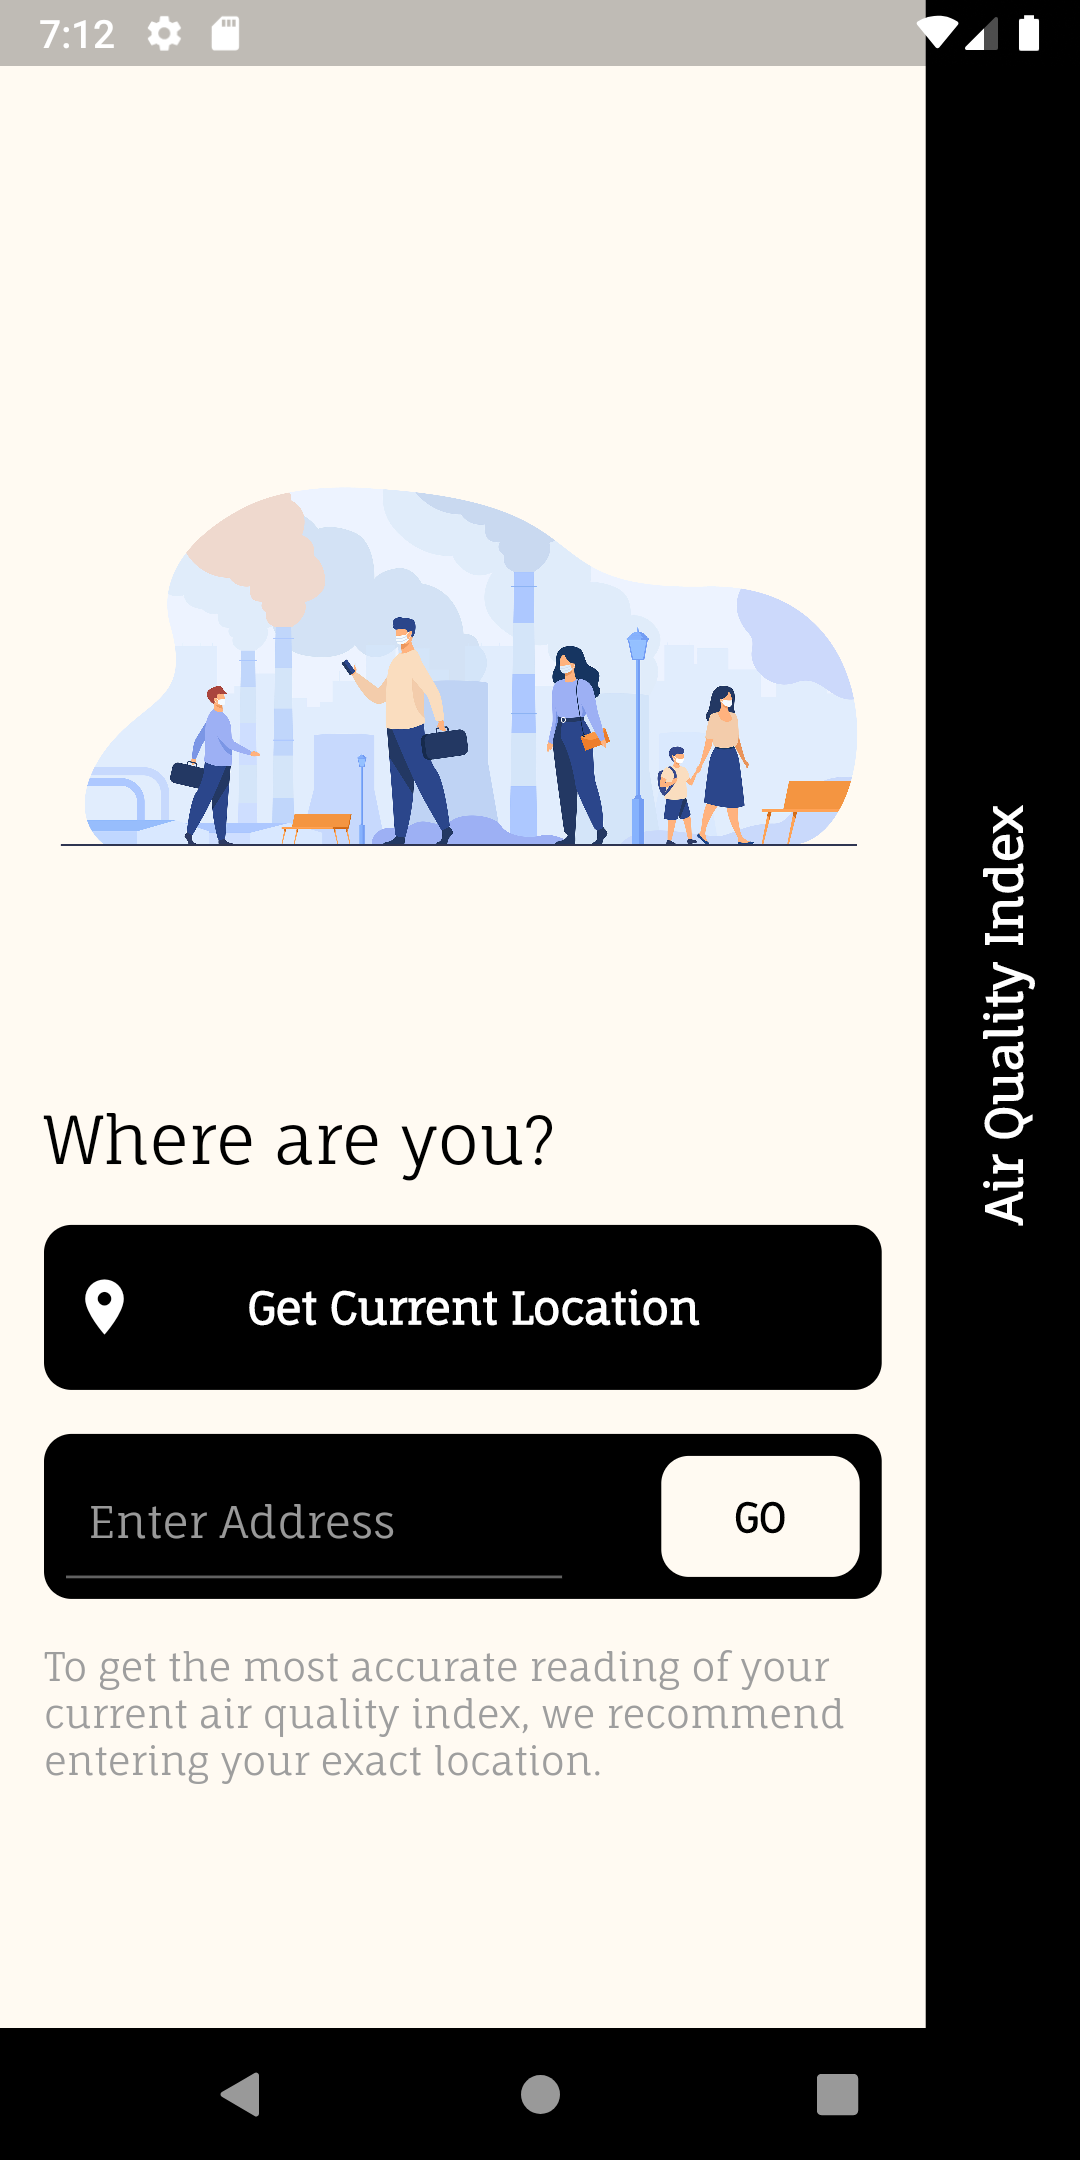 7:12
Air Quality Index
Where are you?
Get Current Location
Enter Address
GO
To get the most accurate reading of your
current air quality index, we recommend
entering your exact location.